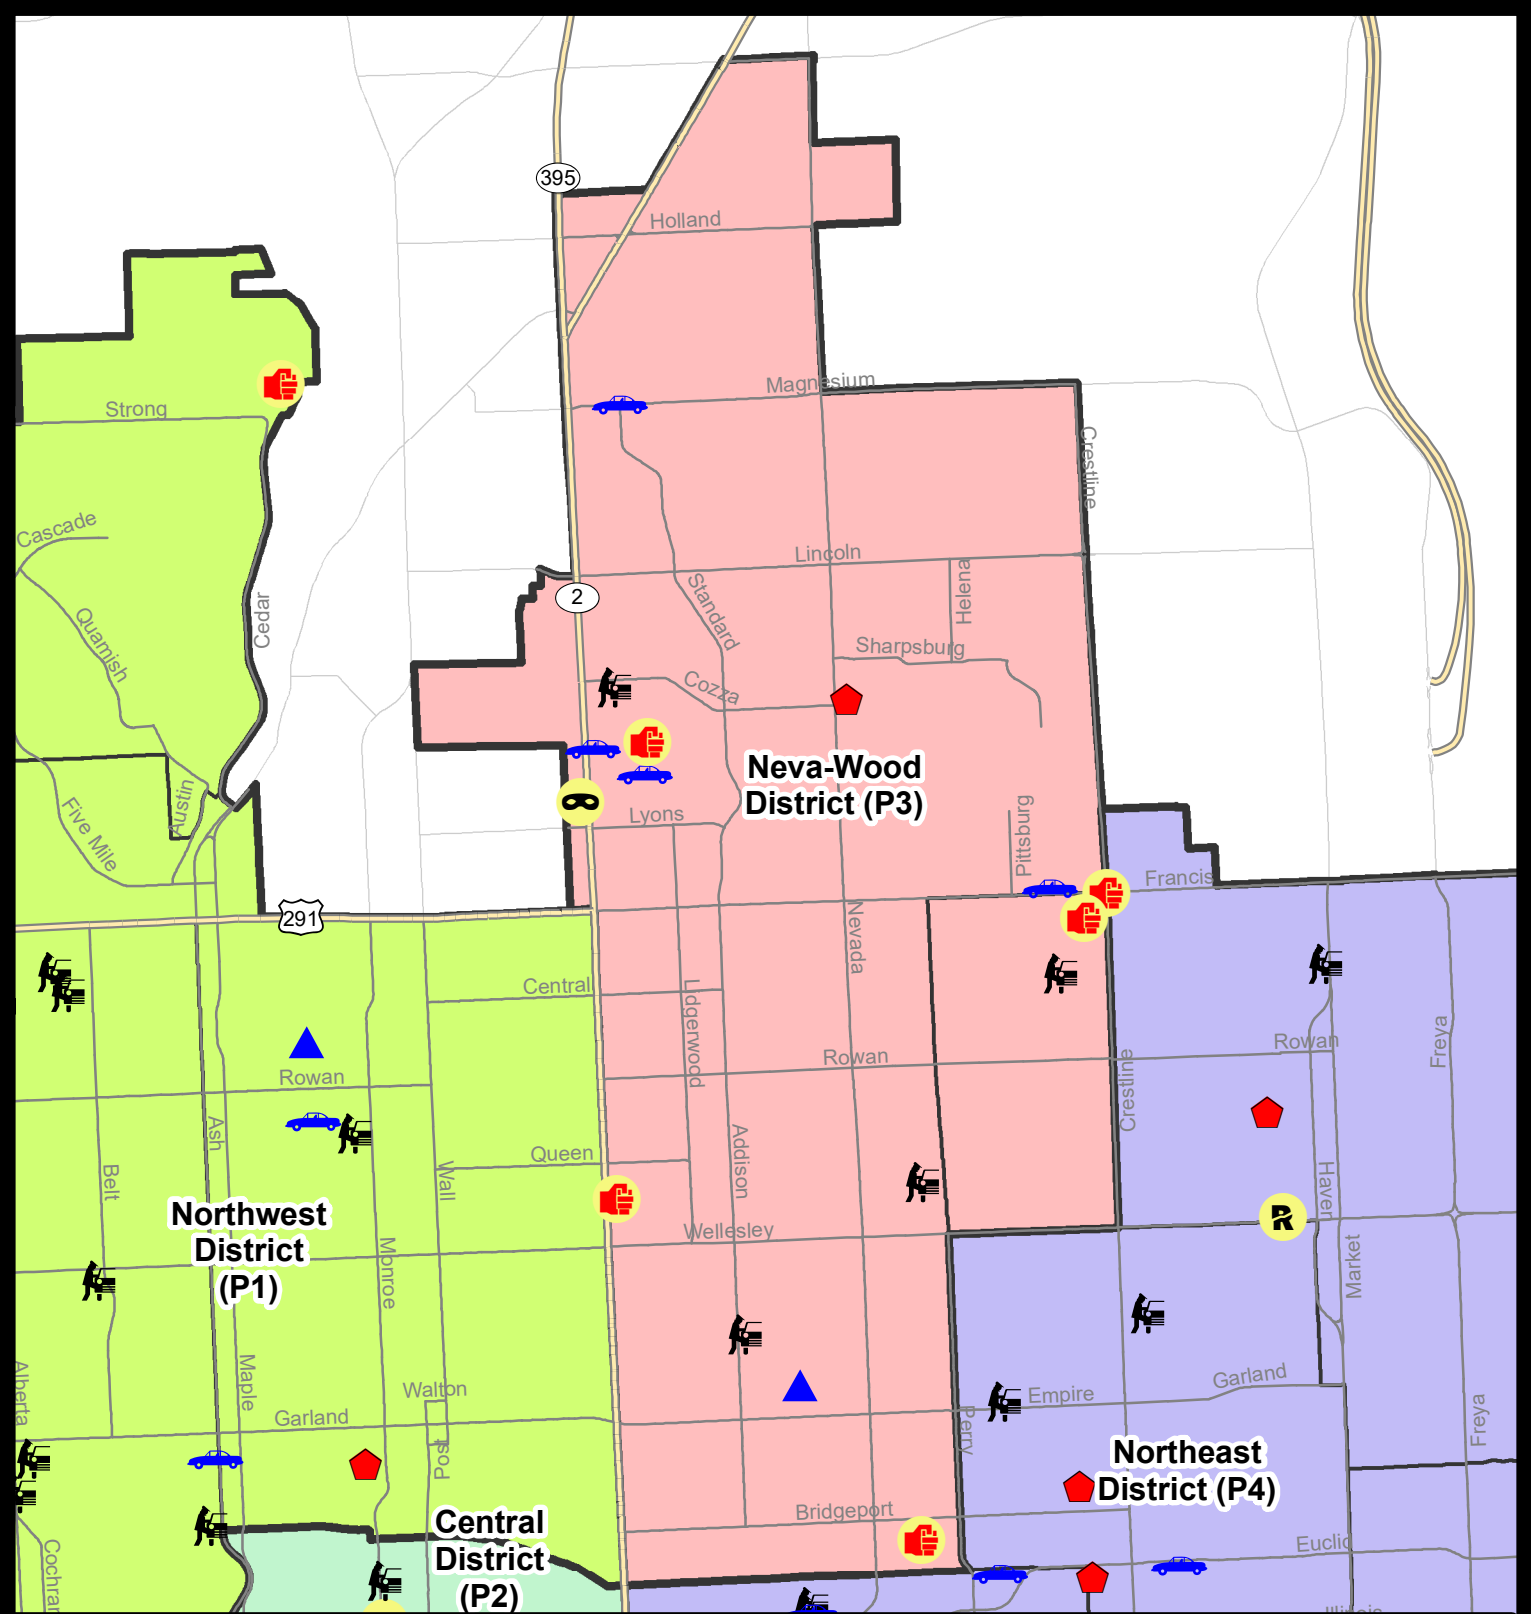 395
Holland
Magnesium
Strong
Crestline
Cascade
Lincoln
Helena
2
Standard
Cedar
Quamish
Sharpsburg
Cozza
Neva-Wood
District (P3)
Austin
Five Mile
Lyons
Pittsburg
Francis
291
Nevada
Central
Lidgerwood
Rowan
Rowan
Freya
Rowan
Crestline
Ash
Addison
Queen
Belt
Wall
Haven
Northwest
District
(P1)
Wellesley
Monroe
Market
Alberta
Maple
Walton
Garland
Empire
Garland
Freya
Perry
Post
Northeast
District (P4)
Bridgeport
Central
District
(P2)
Euclid
Cochran
Illinois